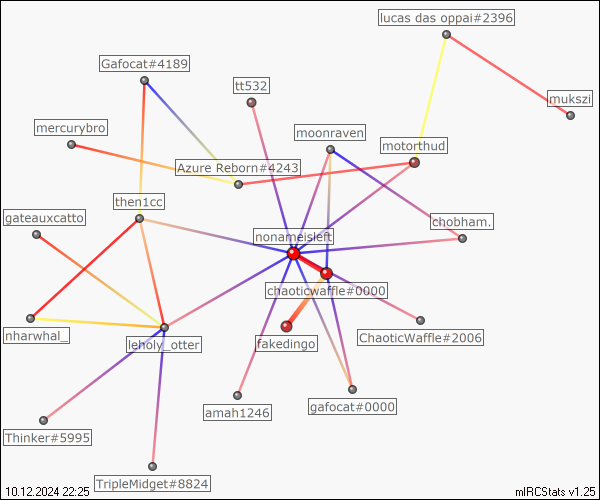 lucas das oppai#2396
Gafocat#4189
tt532
mukszi
mercurybro
moonraven
motorthud
Azure Reborn#4243
then1cc
gateauxcatto
chobham.
nonameisleft
chaoticwaffle#0000
nharwhal_
leholy_otter
fakedingo
ChaoticWaffle#2006
amah1246
gafocat#0000
Thinker#5995
TripleMidget#8824
10.12.2024 22:25
mIRCStats v1.25